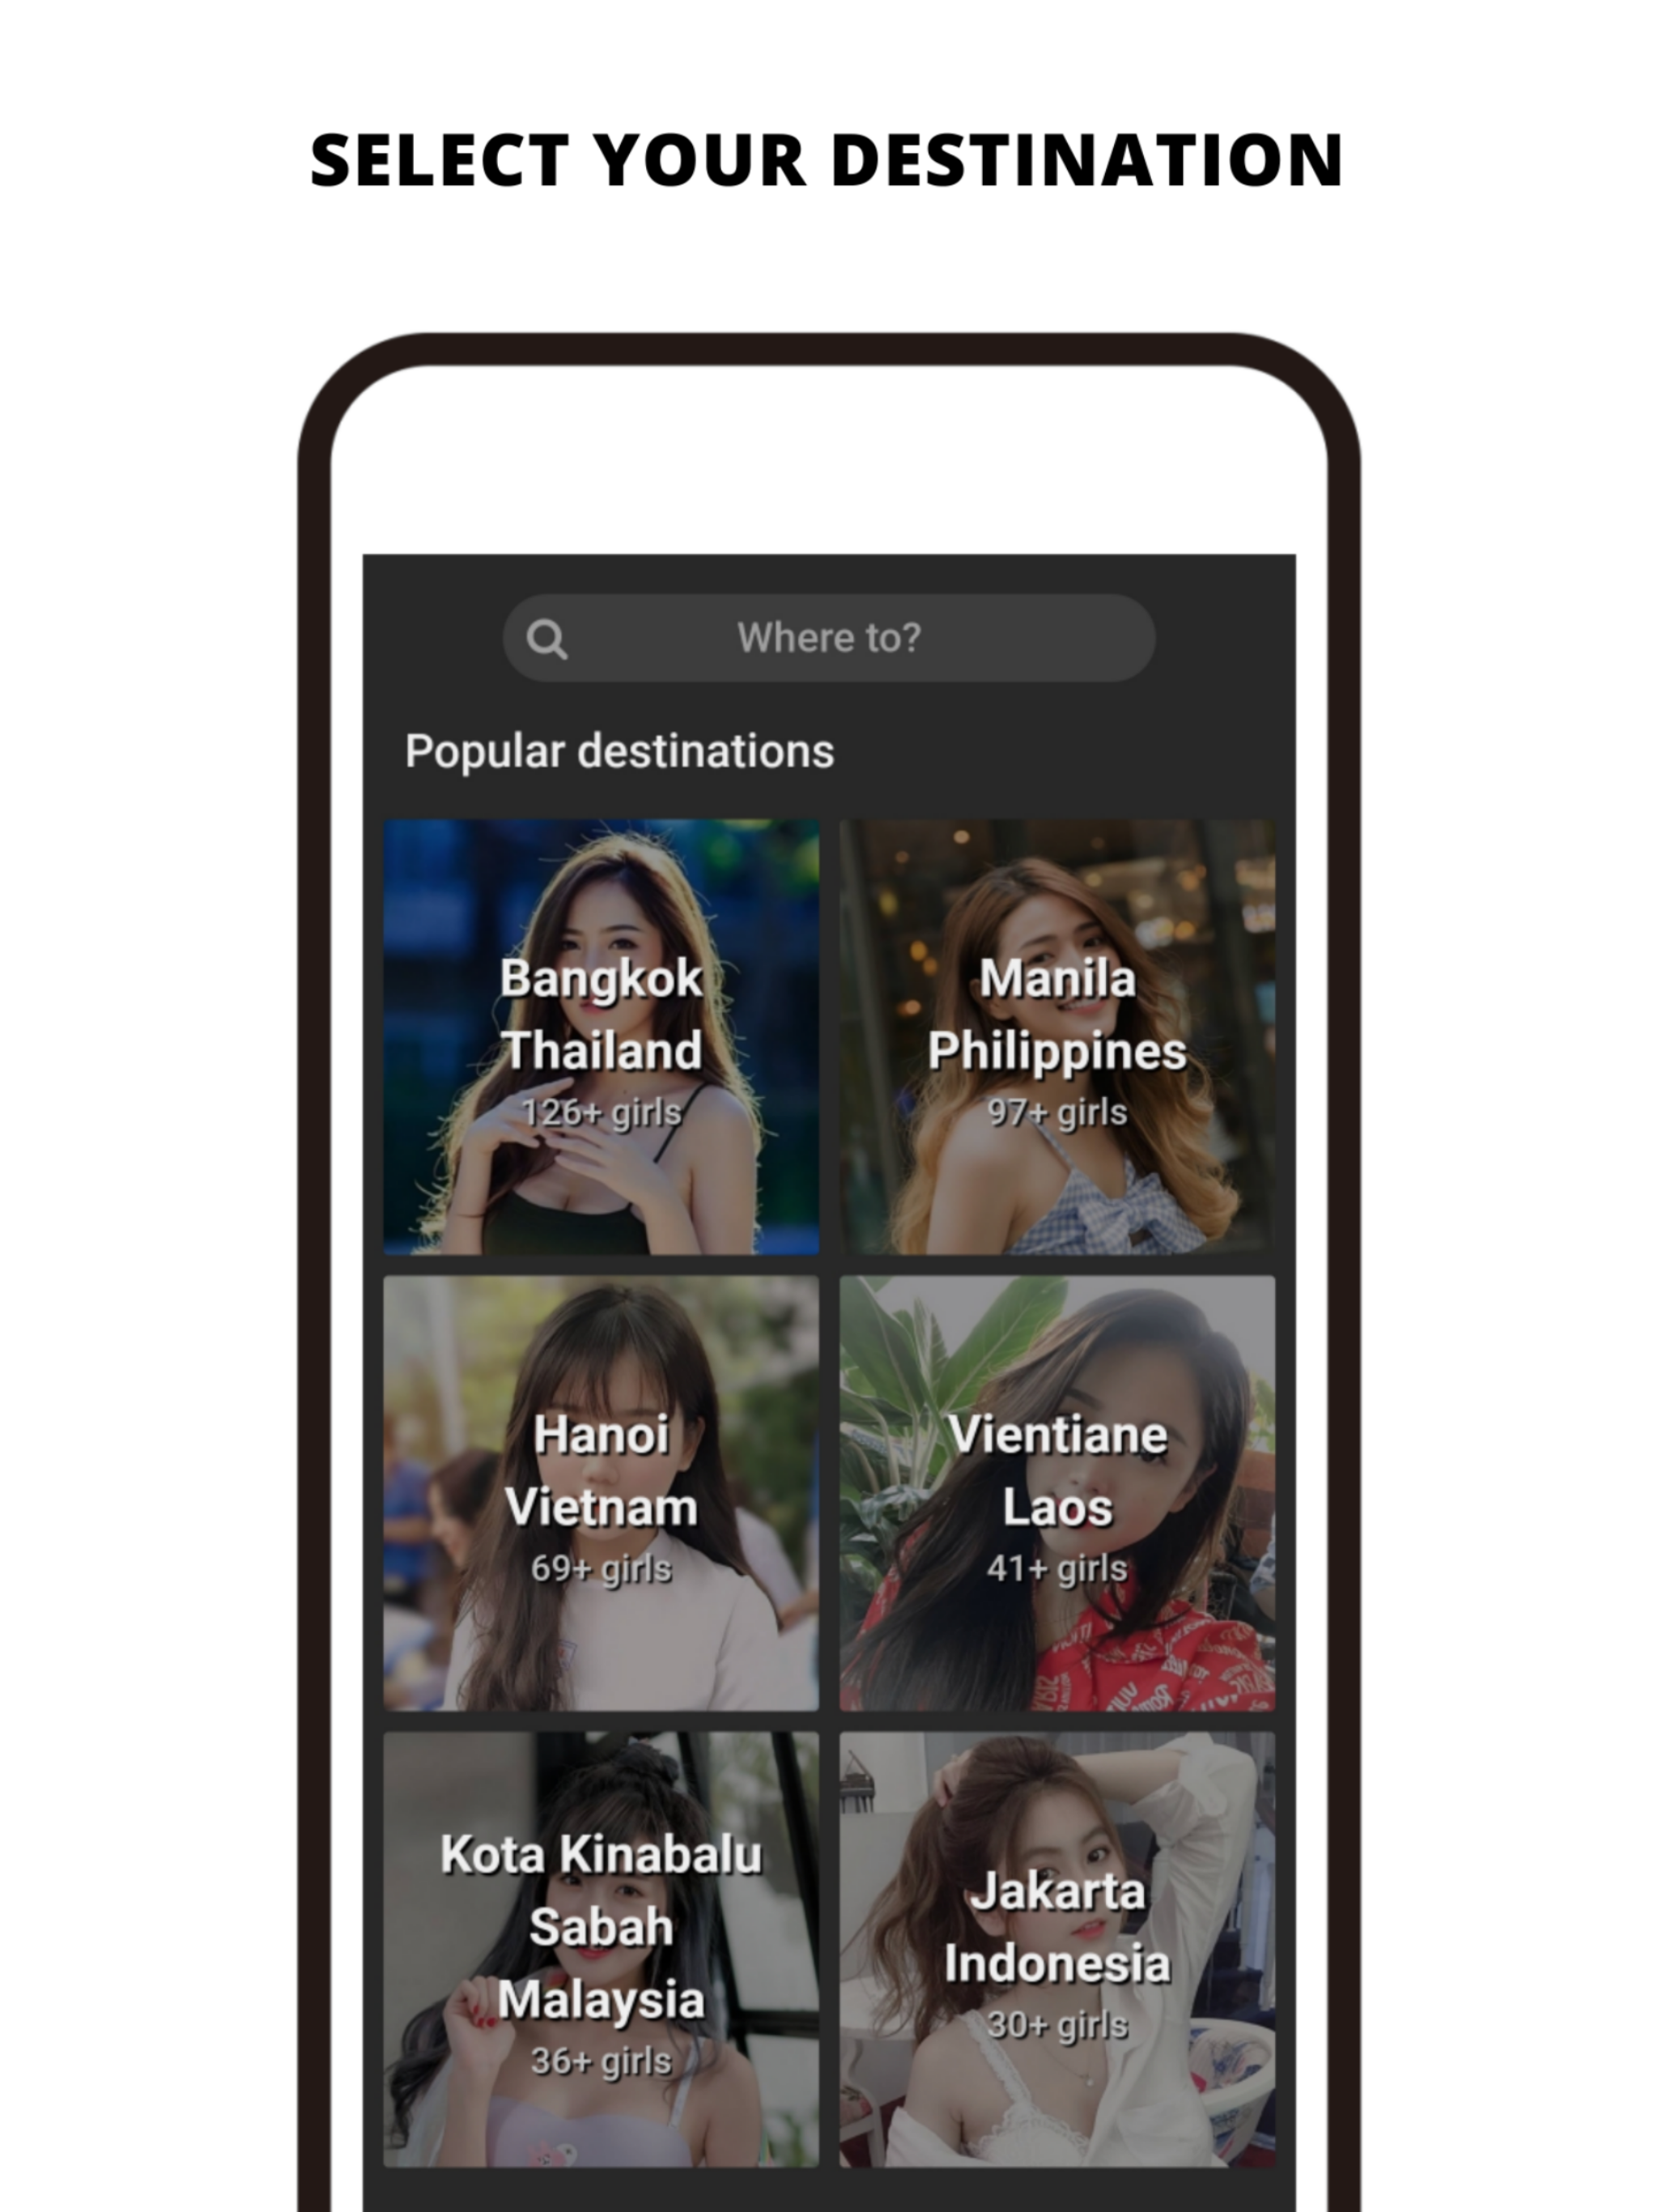 SELECT YOUR DESTINATION
Where to?
Popular destinations
Bangkok
Thailand
126+ girls
Manila
Philippines
97+ girls
Hanoi
Vietnam
69+ girls
Vientiane
Laos
41+ girls
Kota Kinabalu
Sabah
Malaysia
36+ girls
Jakarta
Indonesia
30+ girls